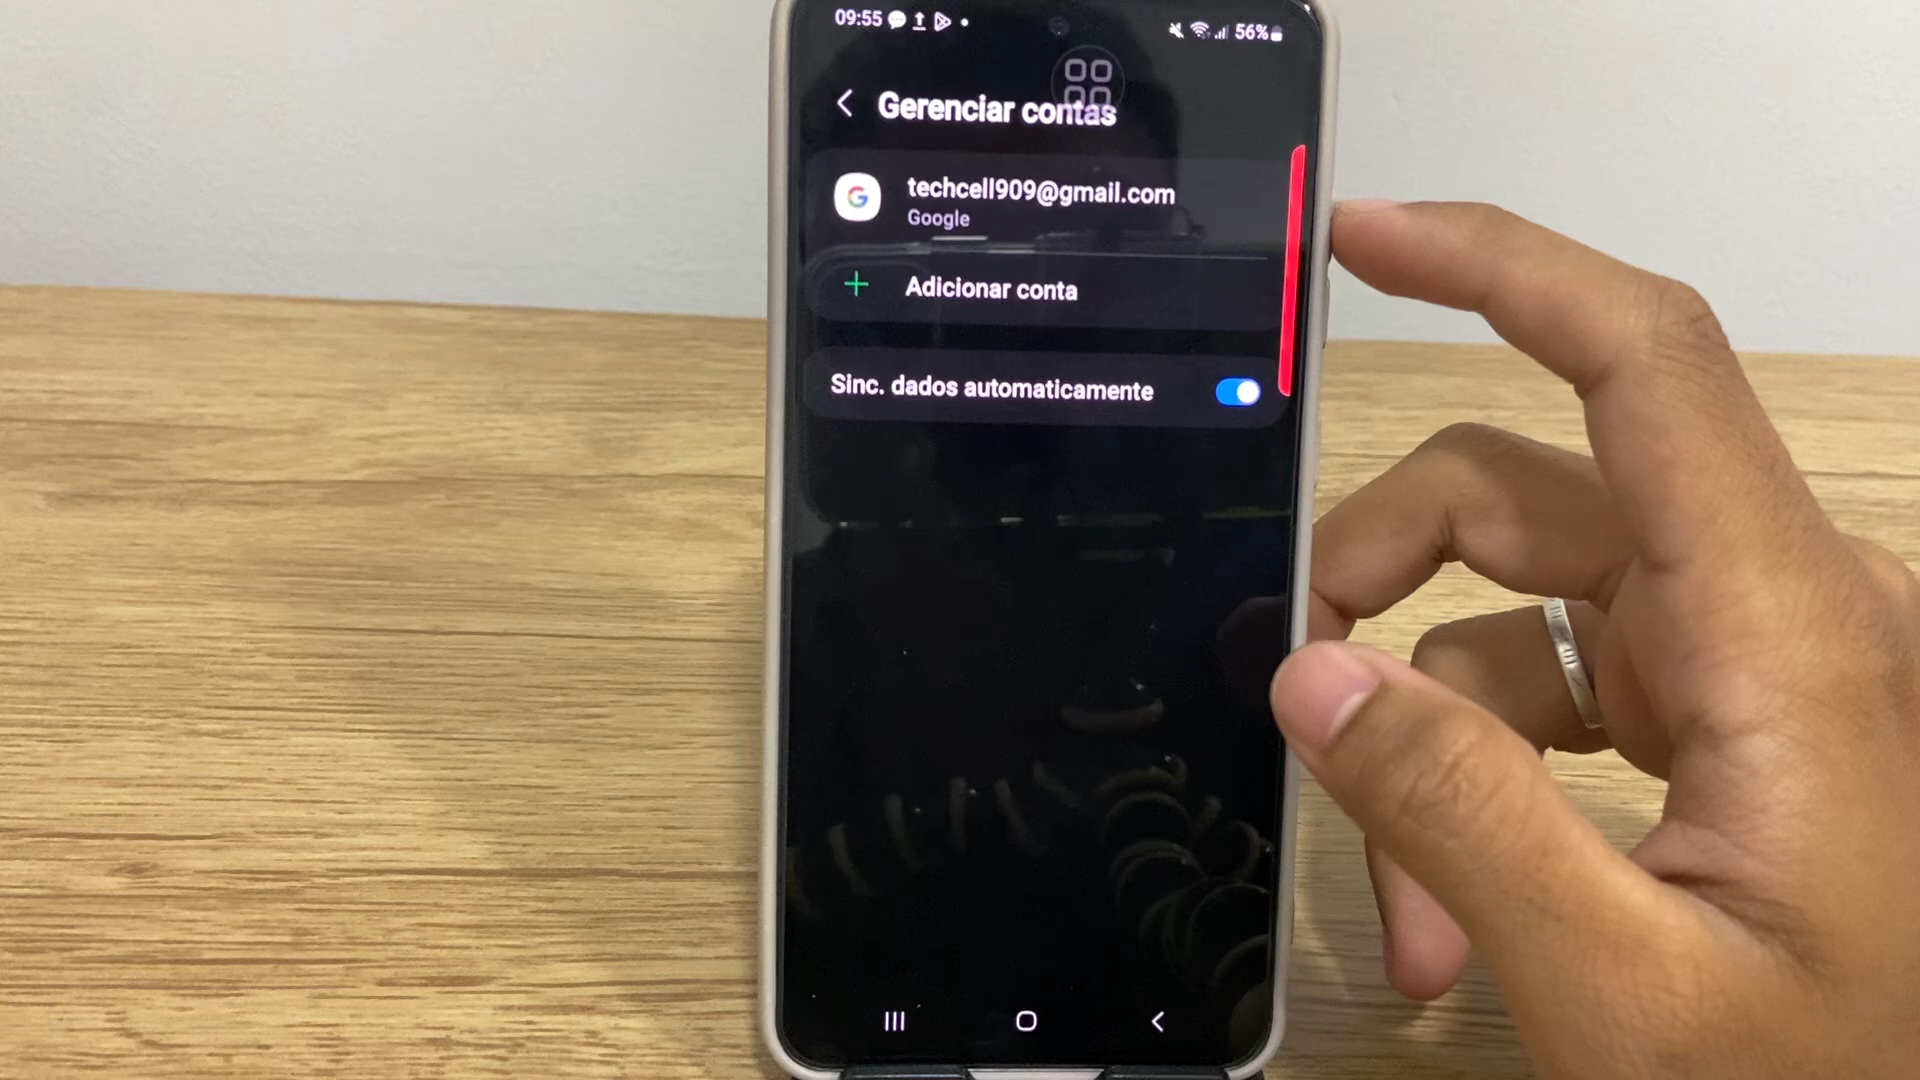 09:55
56%
Gerenciar contas
techcell909@gmail.com
Google
Adicionar conta
Sinc. dados automaticamente